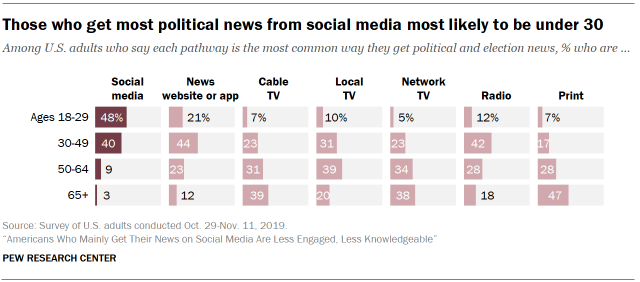 Those who get most political news from social media most likely to be under 30
Among U.S. adults who say each pathway is the most common way they get political and election news, % who are ...
Social media News website or app Cable TV Local TV Network TV Radio Print
Ages 18-29 48% 21% 7% 10% 5% 12% 7%
30-49 40 44 23 31 23 42 17
50-64 9 23 31 39 34 28 28
65+ 3 12 39 20 38 18 47
Source: Survey of U.S. adults conducted Oct. 29-Nov. 11, 2019.
“Americans Who Mainly Get Their News on Social Media Are Less Engaged, Less Knowledgeable”
PEW RESEARCH CENTER